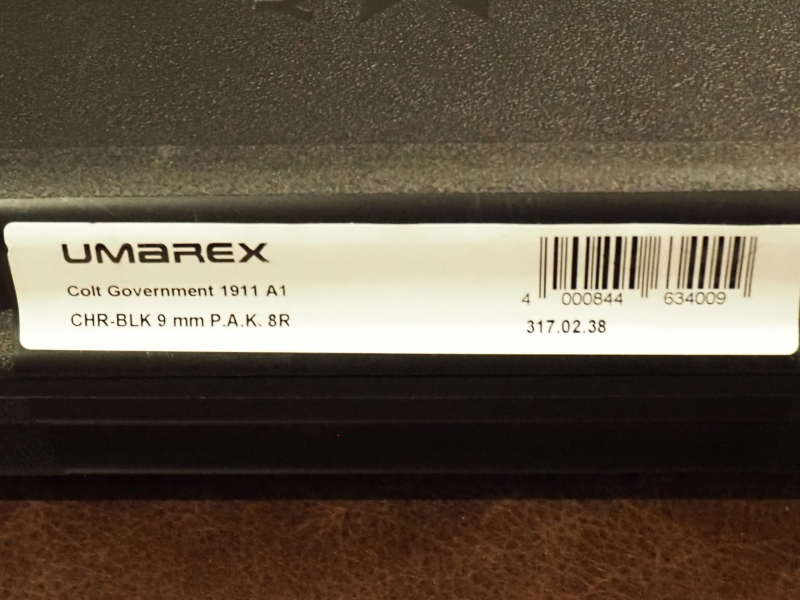 UMAREX
Colt Government 1911 A1
CHR-BLK 9 mm P.A.K. 8R
4 000844 634009
317.02.38